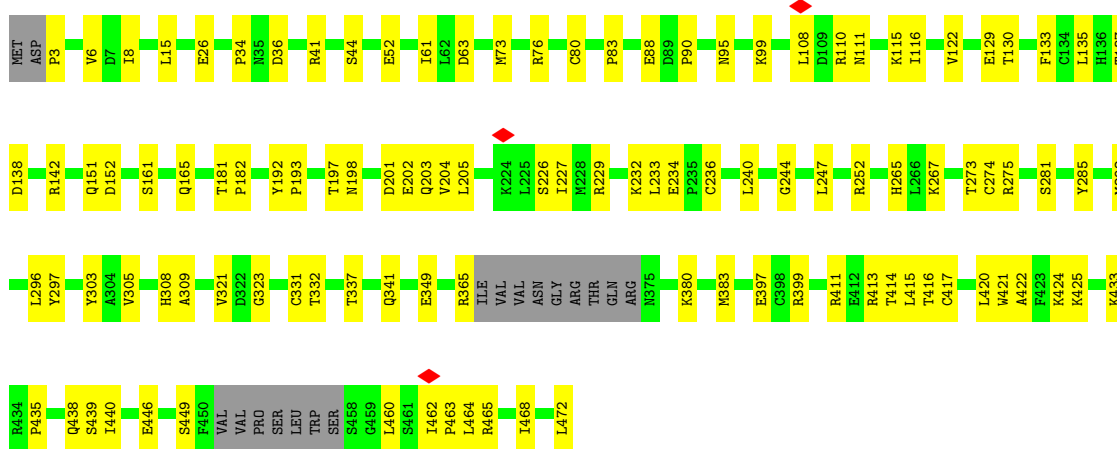 MET ASP P3 V6 D7 I8 L15 E26 P34 N35 D36 R41 S44 E52 I61 L62 D63 M73 R76 C80 P83 E88 D89 P90 N95 K99 L108 D109 R110 N111 K115 I116 V122 E129 T130 F133 C134 L135 H136
D138 R142 Q151 D152 S161 Q165 T181 P182 Y192 P193 T197 N198 D201 E202 Q203 V204 L205 K224 L225 S226 I227 M228 R229 K232 L233 E234 P235 C236 L240 G244 L247 R252 H265 L266 K267 T273 C274 R275 S281 Y285
L296 Y297 Y303 A304 V305 H308 A309 V321 D322 G323 C331 T332 T337 Q341 E349 R365 ILE VAL VAL ASN GLY ARG THR GLN ARG N375 K380 M383 E397 C398 R399 R411 E412 R413 T414 L415 T416 C417 L420 W421 A422 F423 K424 K425 K433
R434 P435 Q438 S439 I440 E446 S449 F450 VAL VAL PRO SER LEU TRP SER S458 G459 L460 S461 I462 P463 L464 R465 I468 L472